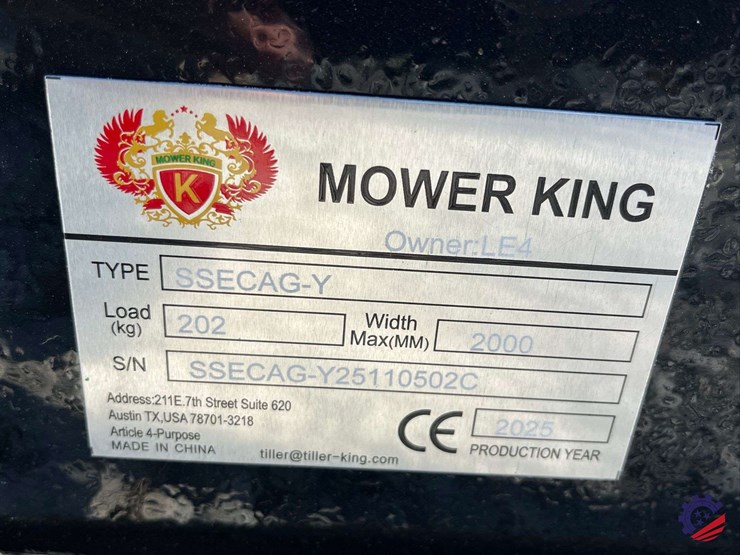 MOWER KING
K
MOWER KING
Owner:LE4
TYPE SSECAG-Y
Load (kg) 202 Width Max(MM) 2000
S/N SSECAG-Y25110502C
Address:211E.7th Street Suite 620
Austin TX,USA 78701-3218
Article 4-Purpose
MADE IN CHINA
tiller@tiller-king.com
CE
2025
PRODUCTION YEAR